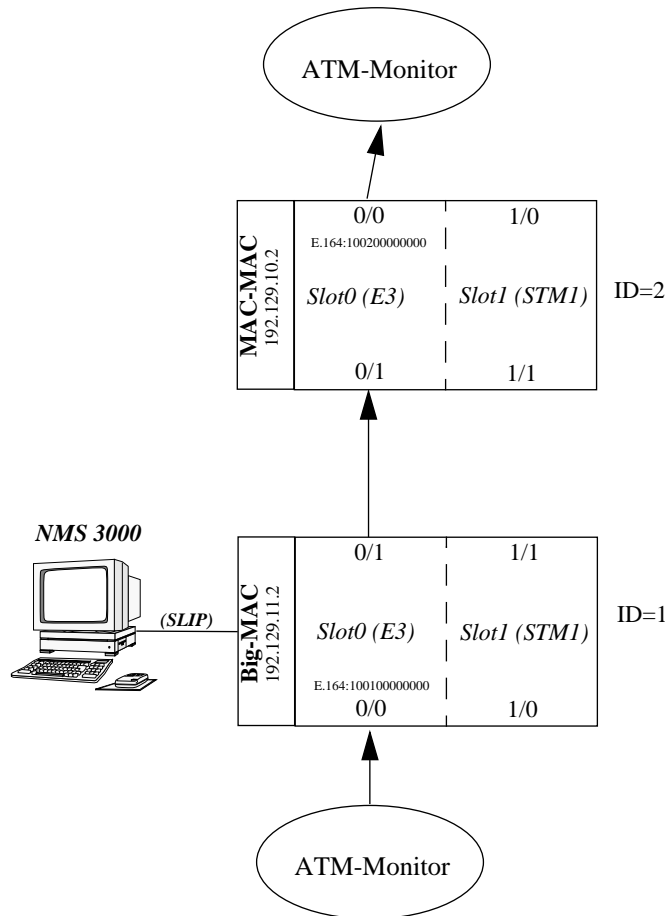 ATM-Monitor
0/0
1/0
E.164:100200000000
MAC-MAC
192.129.10.2
Slot0 (E3)
Slot1 (STM1)
ID=2
0/1
1/1
NMS 3000
(SLIP)
0/1
1/1
Big-MAC
192.129.11.2
Slot0 (E3)
Slot1 (STM1)
ID=1
E.164:100100000000
0/0
1/0
ATM-Monitor